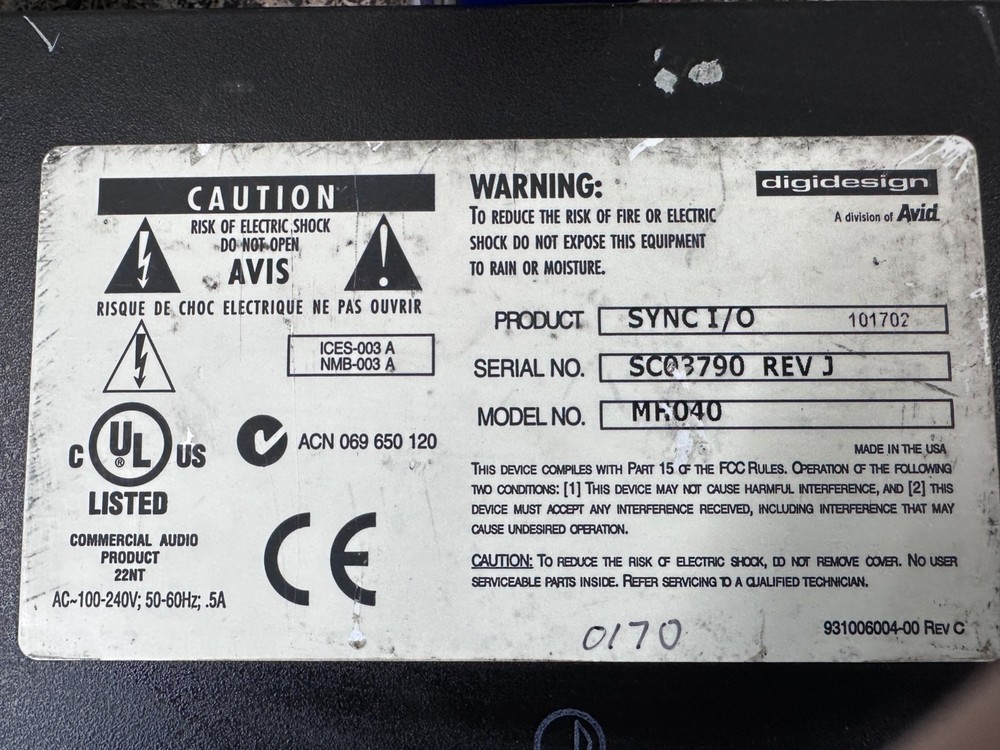 CAUTION
RISK OF ELECTRIC SHOCK
DO NOT OPEN
AVIS
RISQUE DE CHOC ELECTRIQUE NE PAS OUVRIR
ICES-003 A
NMB-003 A
C UL US
®
LISTED
ACN 069 650 120
COMMERCIAL AUDIO
PRODUCT
22NT
AC~100-240V; 50-60Hz; .5A
CE
WARNING:
TO REDUCE THE RISK OF FIRE OR ELECTRIC
SHOCK DO NOT EXPOSE THIS EQUIPMENT
TO RAIN OR MOISTURE.
digidesign
A division of Avid
PRODUCT SYNC I/O 101702
SERIAL NO. SC03790 REV J
MODEL NO.
MADE IN THE USA
THIS DEVICE COMPLIES WITH PART 15 OF THE FCC RULES. OPERATION OF THE FOLLOWING
TWO CONDITIONS: [1] THIS DEVICE MAY NOT CAUSE HARMFUL INTERFERENCE, AND [2] THIS
DEVICE MUST ACCEPT ANY INTERFERENCE RECEIVED, INCLUDING INTERFERENCE THAT MAY
CAUSE UNDESIRED OPERATION.
CAUTION: TO REDUCE THE RISK OF ELECTRIC SHOCK, DO NOT REMOVE COVER. NO USER
SERVICEABLE PARTS INSIDE. REFER SERVICING TO A QUALIFIED TECHNICIAN.
0170
931006004-00 REV C